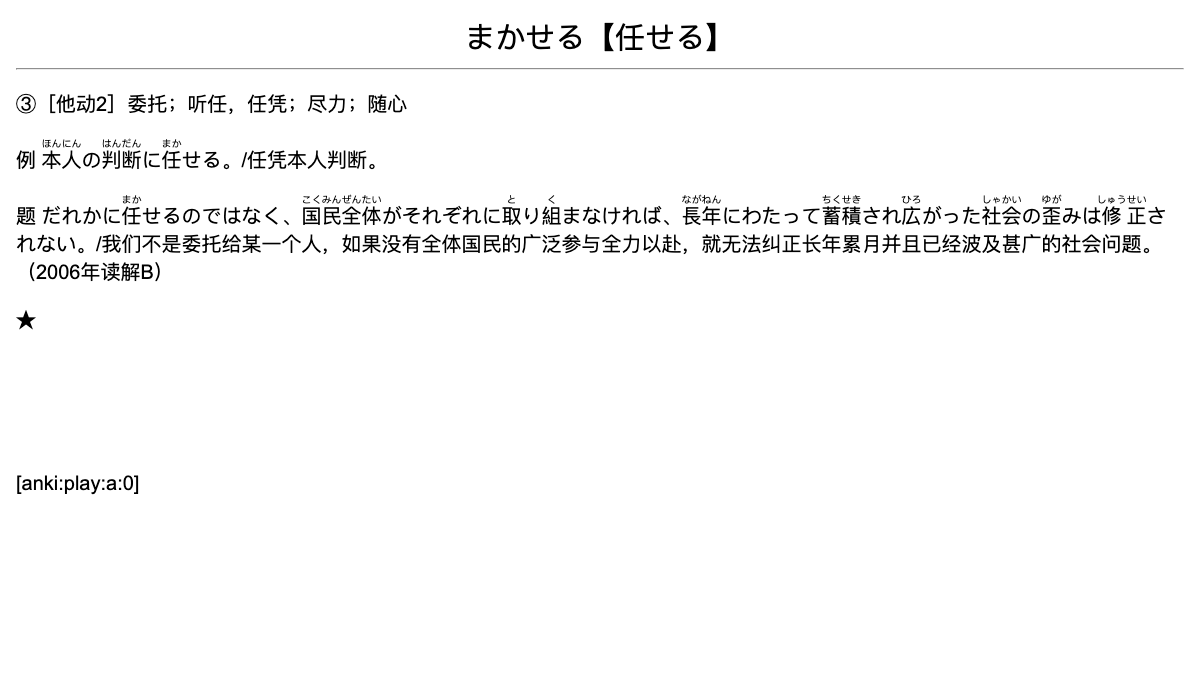 まかせる【任せる】
③［他动2］委托；听任，任凭；尽力；随心
ほんにん はんだん まか
例 本人の判断に任せる。/任凭本人判断。
まか こくみんぜんたい と く ながねん ちくせき ひろ しゃかい ゆが しゅうせい
题 だれかに任せるのではなく、国民全体がそれぞれに取り組まなければ、長年にわたって蓄積され広がった社会の歪みは修正さ
れない。/我们不是委托给某一个人，如果没有全体国民的广泛参与全力以赴，就无法纠正长年累月并且已经波及甚广的社会问题。
（2006年读解B）
★
[anki:play:a:0]